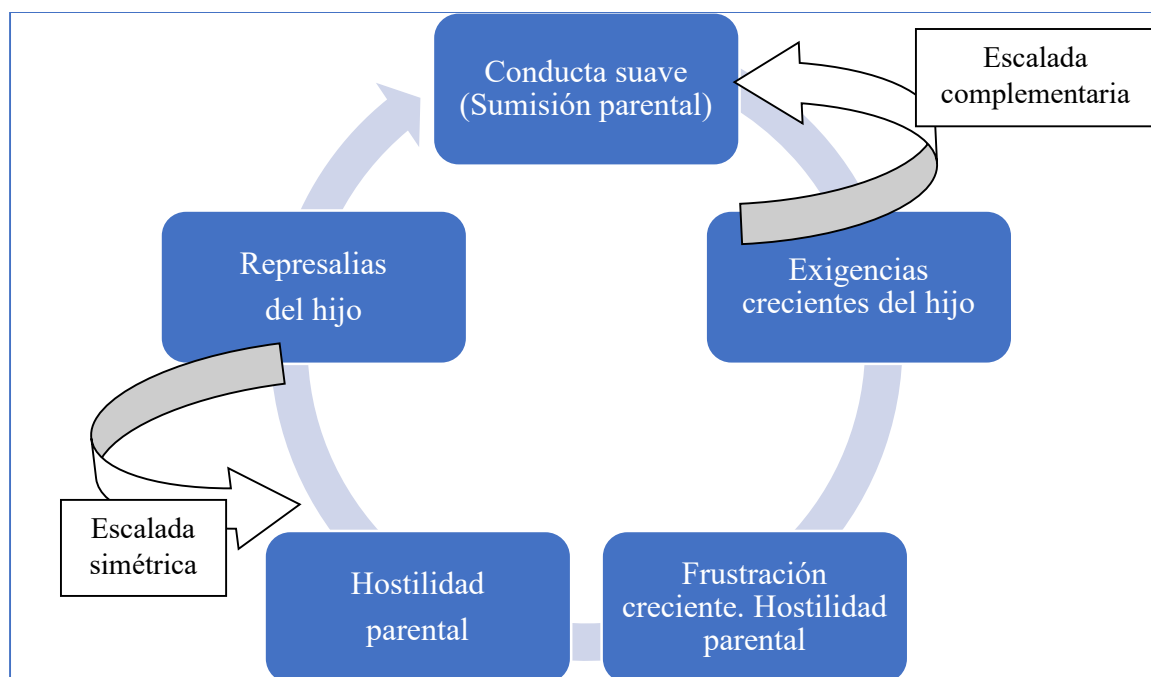 Conducta suave
(Sumisión parental)
Escalada
complementaria
Exigencias
crecientes del hijo
Frustración
creciente. Hostilidad
parental
Hostilidad
parental
Escalada
simétrica
Represalias
del hijo